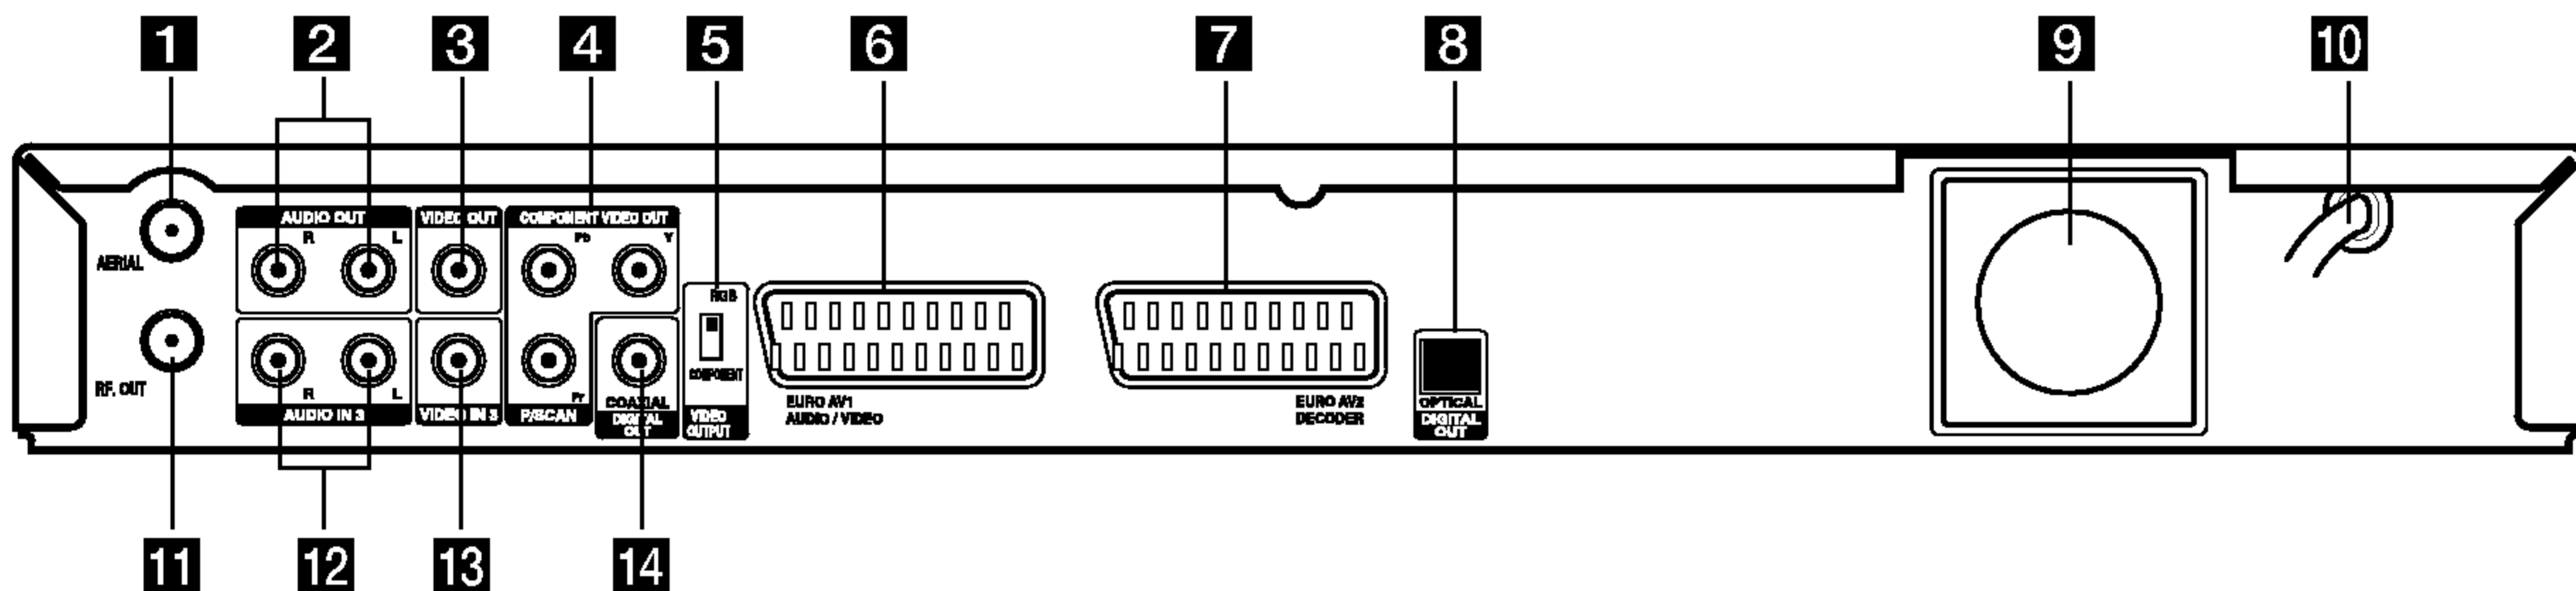 1 2 3 4 5 6 7 8 9 10
AUDIO OUT
VIDEO OUT
COMPONENT VIDEO OUT
R L
Pb Y
AERIAL
RGB
COMPONENT
VIDEO
OUTPUT
RF. OUT
R L
Pr
AUDIO IN 3
VIDEO IN 3
P/SCAN
COAXIAL
DIGITAL
OUT
EURO AV1
AUDIO / VIDEO
EURO AV2
DECODER
OPTICAL
DIGITAL
OUT
11 12 13 14